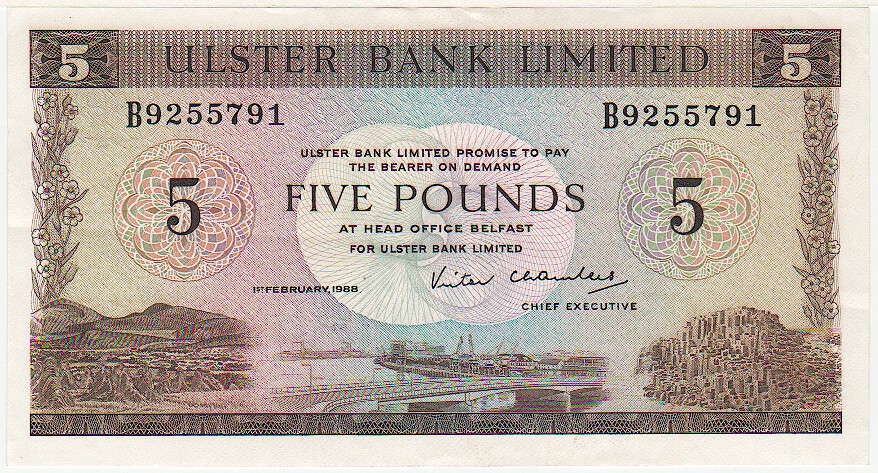 5 ULSTER BANK LIMITED 5
B9255791 B9255791
ULSTER BANK LIMITED PROMISE TO PAY
THE BEARER ON DEMAND
5 FIVE POUNDS 5
AT HEAD OFFICE BELFAST
FOR ULSTER BANK LIMITED
1ST FEBRUARY, 1988 Victor Chambers
CHIEF EXECUTIVE